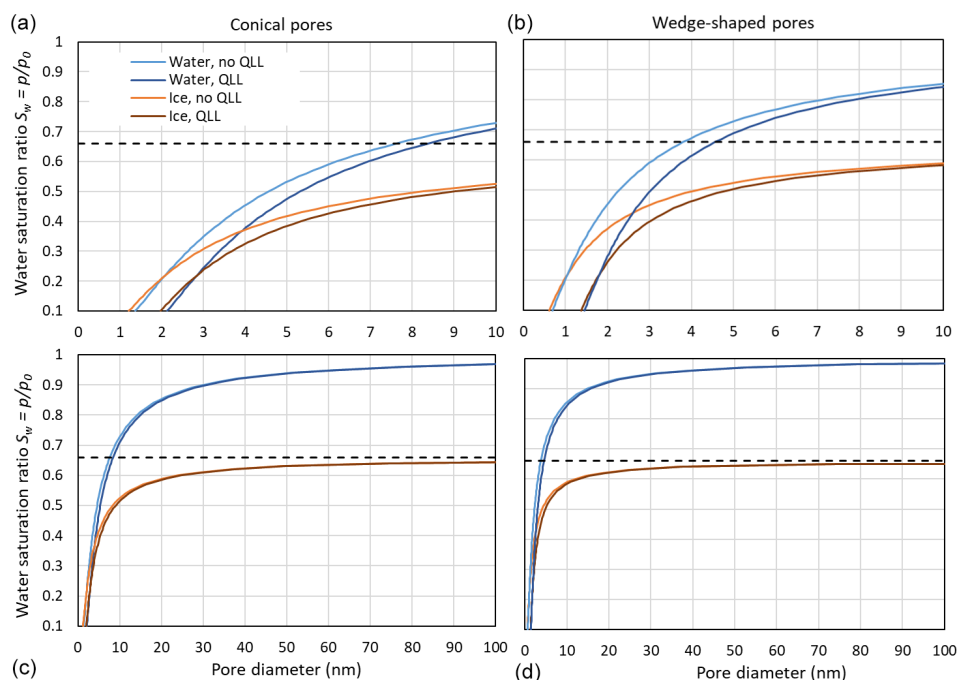 (a)
Conical pores
(b)
Wedge-shaped pores
Water saturation ratio Sw = p/p0
1
0.9
0.8
0.7
0.6
0.5
0.4
0.3
0.2
0.1
Water, no QLL
Water, QLL
Ice, no QLL
Ice, QLL
0 1 2 3 4 5 6 7 8 9 10
0 1 2 3 4 5 6 7 8 9 10
Water saturation ratio Sw = p/p0
1
0.9
0.8
0.7
0.6
0.5
0.4
0.3
0.2
0.1
0 10 20 30 40 50 60 70 80 90 100
0 10 20 30 40 50 60 70 80 90 100
(c)
Pore diameter (nm)
(d)
Pore diameter (nm)